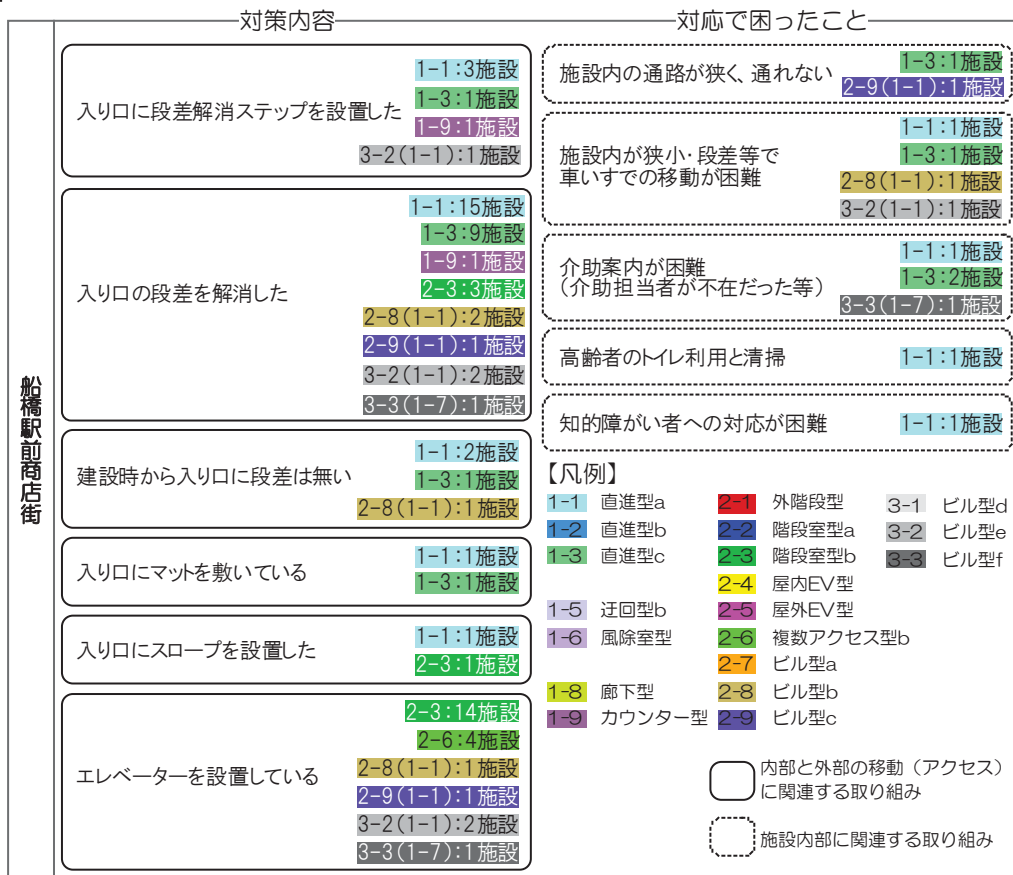 対策内容
対応で困ったこと
船橋駅前商店街
入り口に段差解消ステップを設置した
1-1:3施設
1-3:1施設
1-9:1施設
3-2(1-1):1施設
入り口の段差を解消した
1-1:15施設
1-3:9施設
1-9:1施設
2-3:3施設
2-8(1-1):2施設
2-9(1-1):1施設
3-2(1-1):2施設
3-3(1-7):1施設
建設時から入り口に段差は無い
1-1:2施設
1-3:1施設
2-8(1-1):1施設
入り口にマットを敷いている
1-1:1施設
1-3:1施設
入り口にスロープを設置した
1-1:1施設
2-3:1施設
エレベーターを設置している
2-3:14施設
2-6:4施設
2-8(1-1):1施設
2-9(1-1):1施設
3-2(1-1):2施設
3-3(1-7):1施設
施設内の通路が狭く、通れない
1-3:1施設
2-9(1-1):1施設
施設内が狭小・段差等で
車いすでの移動が困難
1-1:1施設
1-3:1施設
2-8(1-1):1施設
3-2(1-1):1施設
介助案内が困難
(介助担当者が不在だった等)
1-1:1施設
1-3:2施設
3-3(1-7):1施設
高齢者のトイレ利用と清掃
1-1:1施設
知的障がい者への対応が困難
1-1:1施設
【凡例】
1-1 直進型a
1-2 直進型b
1-3 直進型c
1-5 迂回型b
1-6 風除室型
1-8 廊下型
1-9 カウンター型
2-1 外階段型
2-2 階段室型a
2-3 階段室型b
2-4 屋内EV型
2-5 屋外EV型
2-6 複数アクセス型b
2-7 ビル型a
2-8 ビル型b
2-9 ビル型c
3-1 ビル型d
3-2 ビル型e
3-3 ビル型f
内部と外部の移動（アクセス）
に関連する取り組み
施設内部に関連する取り組み